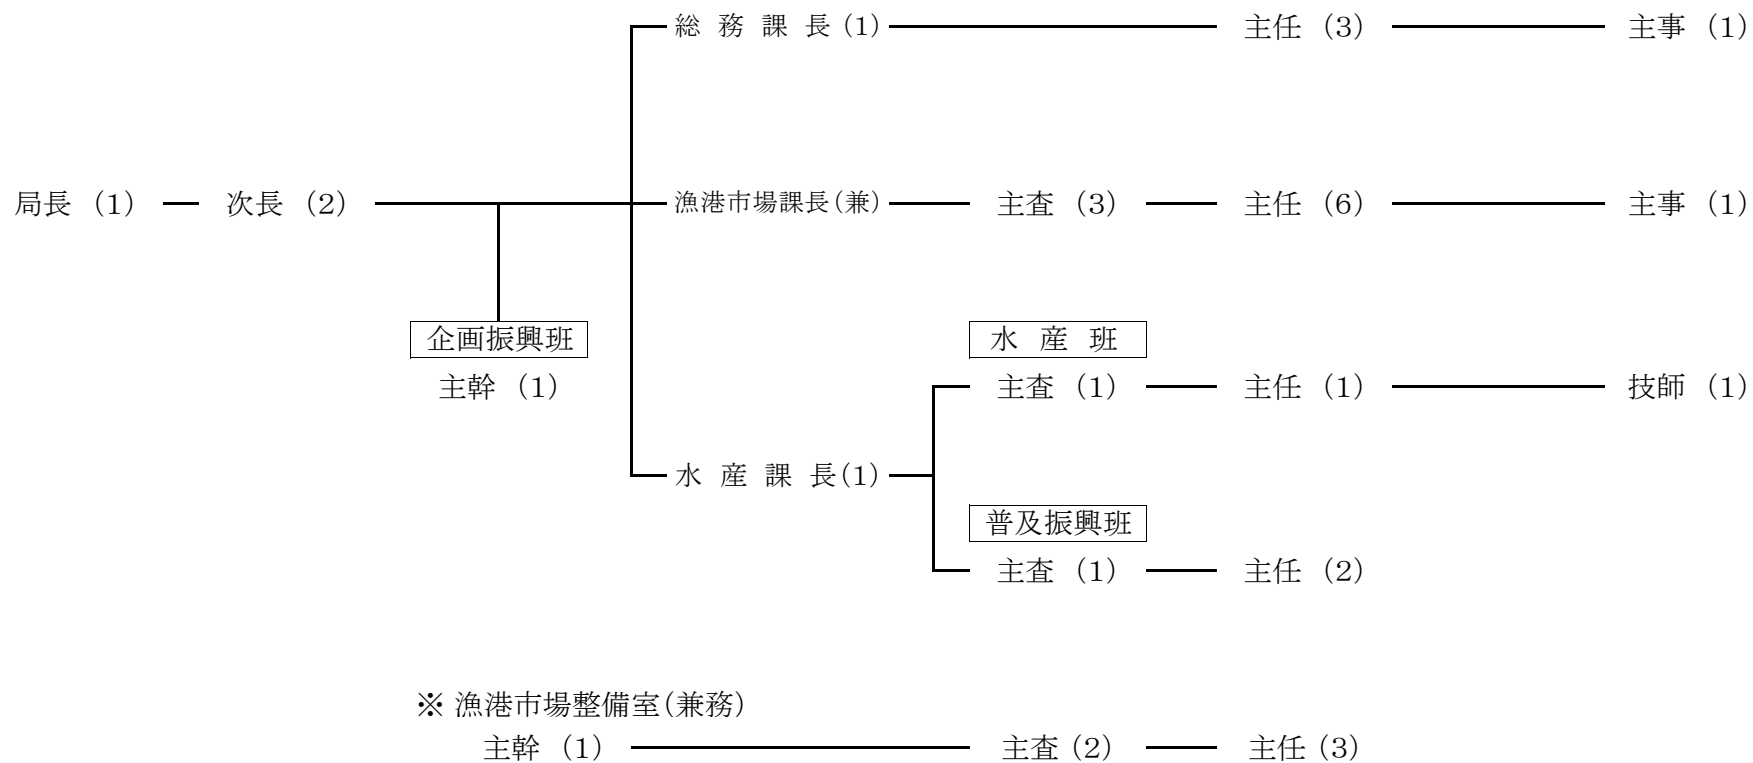 総務課長(1) 主任(3) 主事(1)
局長(1) 次長(2) 漁港市場課長(兼) 主査(3) 主任(6) 主事(1)
企画振興班 水産班
主幹(1) 主査(1) 主任(1) 技師(1)
水産課長(1)
普及振興班
主査(1) 主任(2)
※ 漁港市場整備室(兼務)
主幹(1) 主査(2) 主任(3)